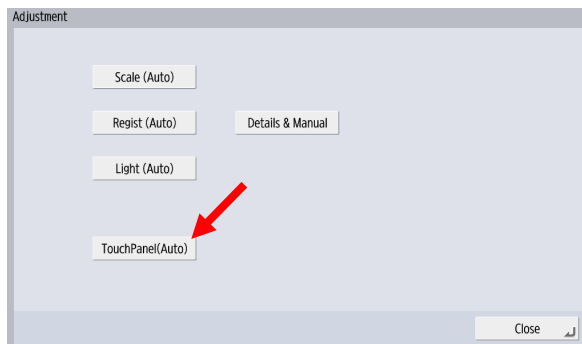 Adjustment
Scale (Auto)
Regist (Auto) Details & Manual
Light (Auto)
TouchPanel(Auto)
Close